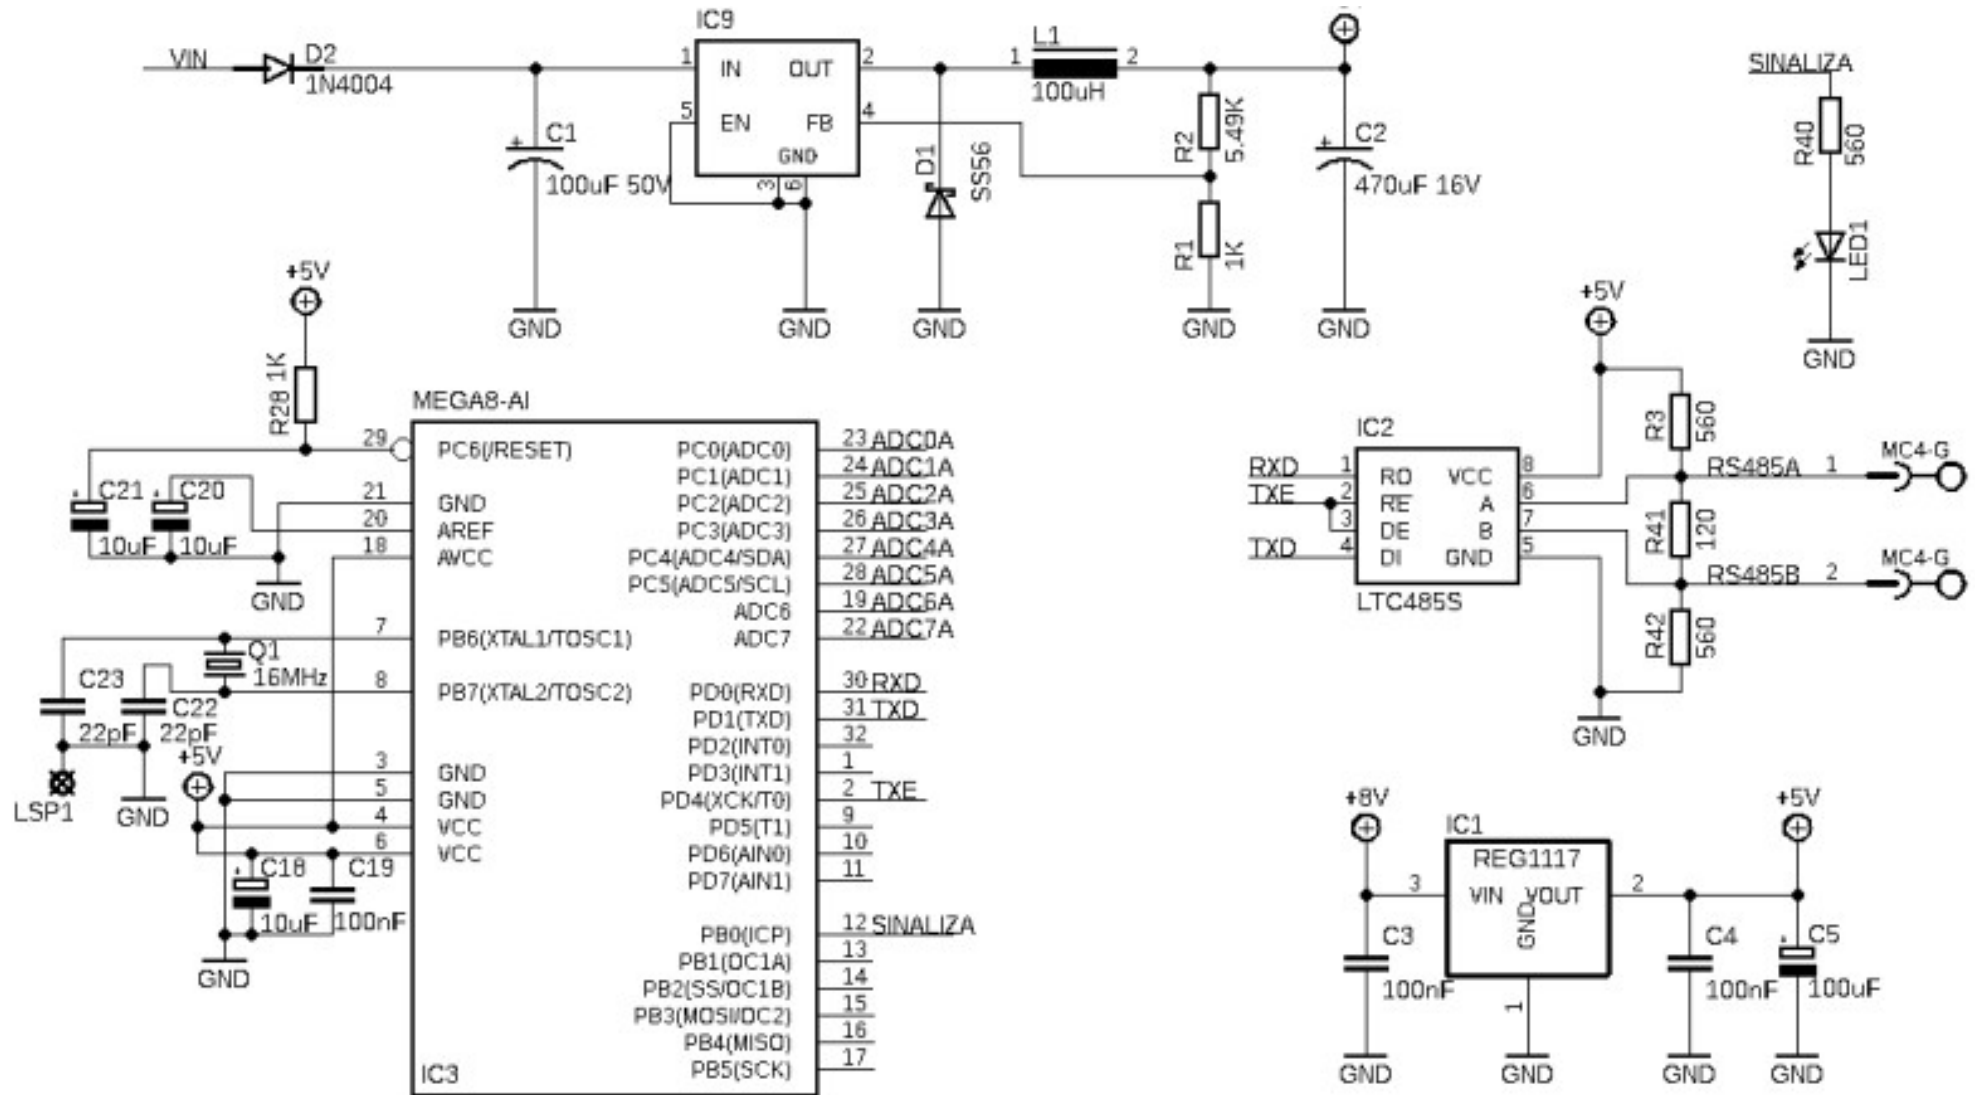 IC9
VIN
D2
1N4004
1
IN
OUT
2
5
EN
FB
4
GND
3
6
C1
100uF 50V
GND
GND
D1
SS56
GND
L1
1
2
100uH
R2
5.49K
R1
1K
GND
C2
470uF 16V
GND
SINALIZA
R40
560
LED1
GND
+5V
R28 1K
MEGA8-AI
29
PC6(/RESET)
C21
C20
10uF
10uF
21
GND
20
AREF
18
AVCC
GND
7
PB6(XTAL1/TOSC1)
Q1
16MHz
8
PB7(XTAL2/TOSC2)
C23
22pF
C22
22pF
LSP1
GND
+5V
3
GND
5
GND
4
VCC
6
VCC
C18
10uF
C19
100nF
GND
IC3
PC0(ADC0)
23
ADC0A
PC1(ADC1)
24
ADC1A
PC2(ADC2)
25
ADC2A
PC3(ADC3)
26
ADC3A
PC4(ADC4/SDA)
27
ADC4A
PC5(ADC5/SCL)
28
ADC5A
ADC6
19
ADC6A
ADC7
22
ADC7A
PD0(RXD)
30
RXD
PD1(TXD)
31
TXD
PD2(INT0)
32
PD3(INT1)
1
PD4(XCK/T0)
2
TXE
PD5(T1)
9
PD6(AIN0)
10
PD7(AIN1)
11
PB0(ICP)
12
SINALIZA
PB1(OC1A)
13
PB2(SS/OC1B)
14
PB3(MOSI/OC2)
15
PB4(MISO)
16
PB5(SCK)
17
+5V
IC2
RXD
1
RO
VCC
8
TXE
2
RE
A
6
3
DE
B
7
TXD
4
DI
GND
5
LTC485S
R3
560
R41
120
R42
560
RS485A
1
MC4-G
RS485B
2
MC4-G
GND
+8V
IC1
REG1117
+5V
3
VIN
VOUT
2
GND
1
C3
100nF
C4
100nF
C5
100uF
GND
GND
GND
GND